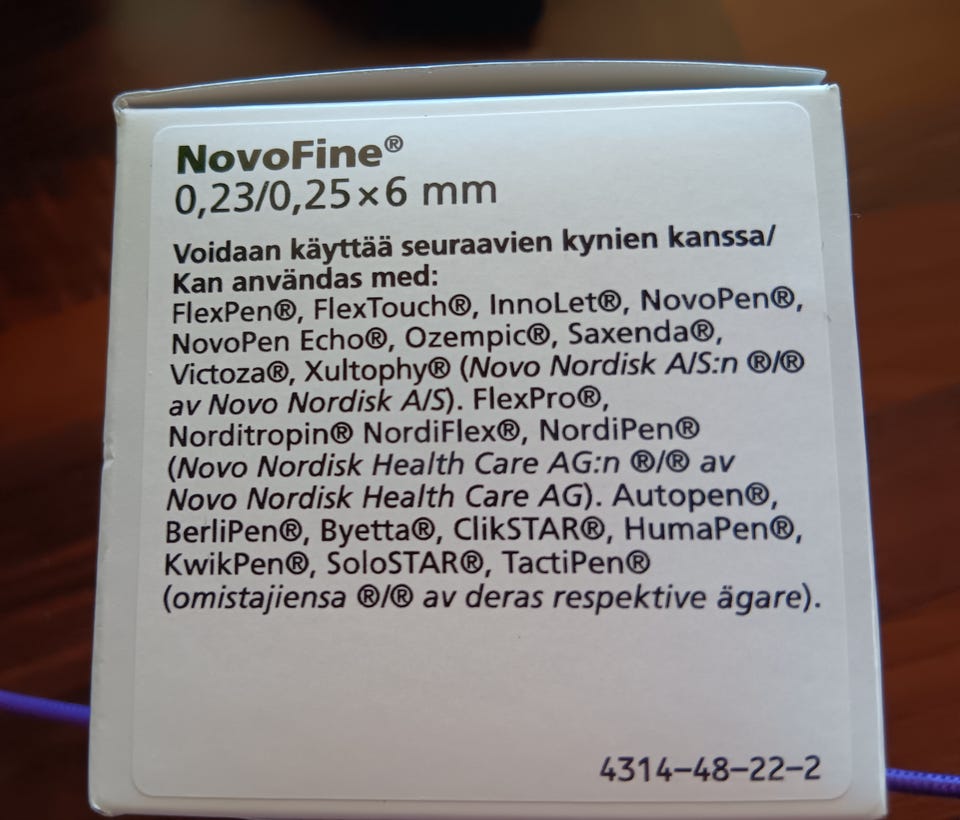 NovoFine®
0,23/0,25×6 mm
Voidaan käyttää seuraavien kynien kanssa/
Kan användas med:
FlexPen®, FlexTouch®, InnoLet®, NovoPen®,
NovoPen Echo®, Ozempic®, Saxenda®,
Victoza®, Xultophy® (Novo Nordisk A/S:n ®/®
av Novo Nordisk A/S). FlexPro®,
Norditropin® NordiFlex®, NordiPen®
(Novo Nordisk Health Care AG:n ®/® av
Novo Nordisk Health Care AG). Autopen®,
BerliPen®, Byetta®, ClikSTAR®, HumaPen®,
KwikPen®, SoloSTAR®, TactiPen®
(omistajiensa ®/® av deras respektive ägare).
4314–48–22–2